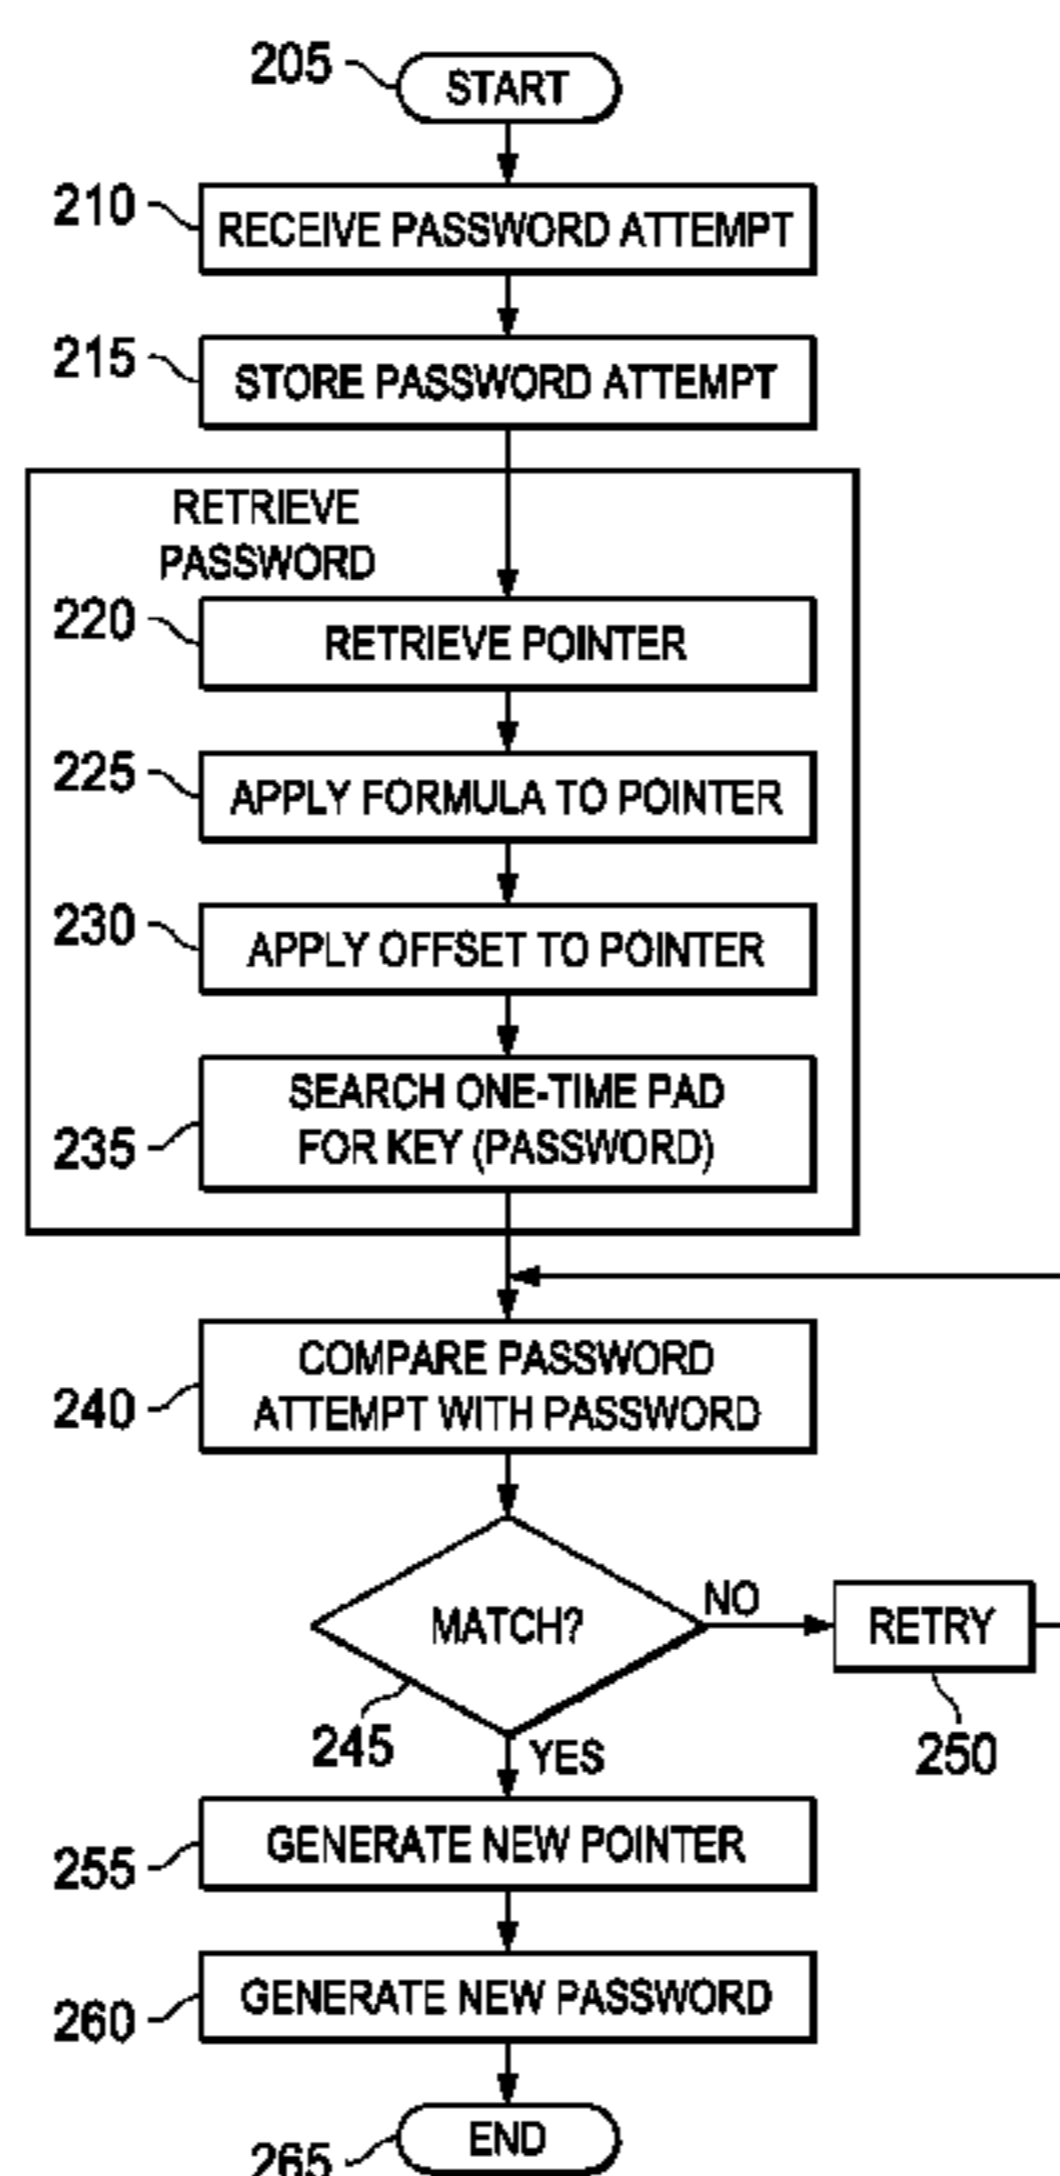 205
START
210
RECEIVE PASSWORD ATTEMPT
215
STORE PASSWORD ATTEMPT
RETRIEVE
PASSWORD
220
RETRIEVE POINTER
225
APPLY FORMULA TO POINTER
230
APPLY OFFSET TO POINTER
235
SEARCH ONE-TIME PAD
FOR KEY (PASSWORD)
240
COMPARE PASSWORD
ATTEMPT WITH PASSWORD
MATCH?
NO
RETRY
245
YES
250
255
GENERATE NEW POINTER
260
GENERATE NEW PASSWORD
265
END